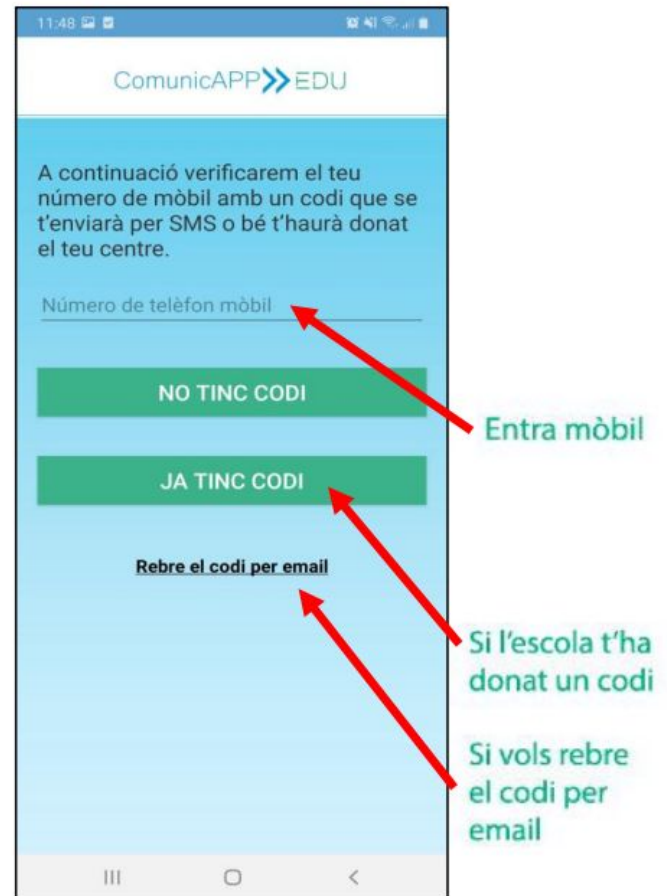 11:48
ComunicAPP>>EDU
A continuació verificarem el teu
número de mòbil amb un codi que se
t'enviarà per SMS o bé t'haurà donat
el teu centre.
Número de telèfon mòbil
NO TINC CODI
Entra mòbil
JA TINC CODI
Rebre el codi per email
Si l'escola t'ha
donat un codi
Si vols rebre
el codi per
email